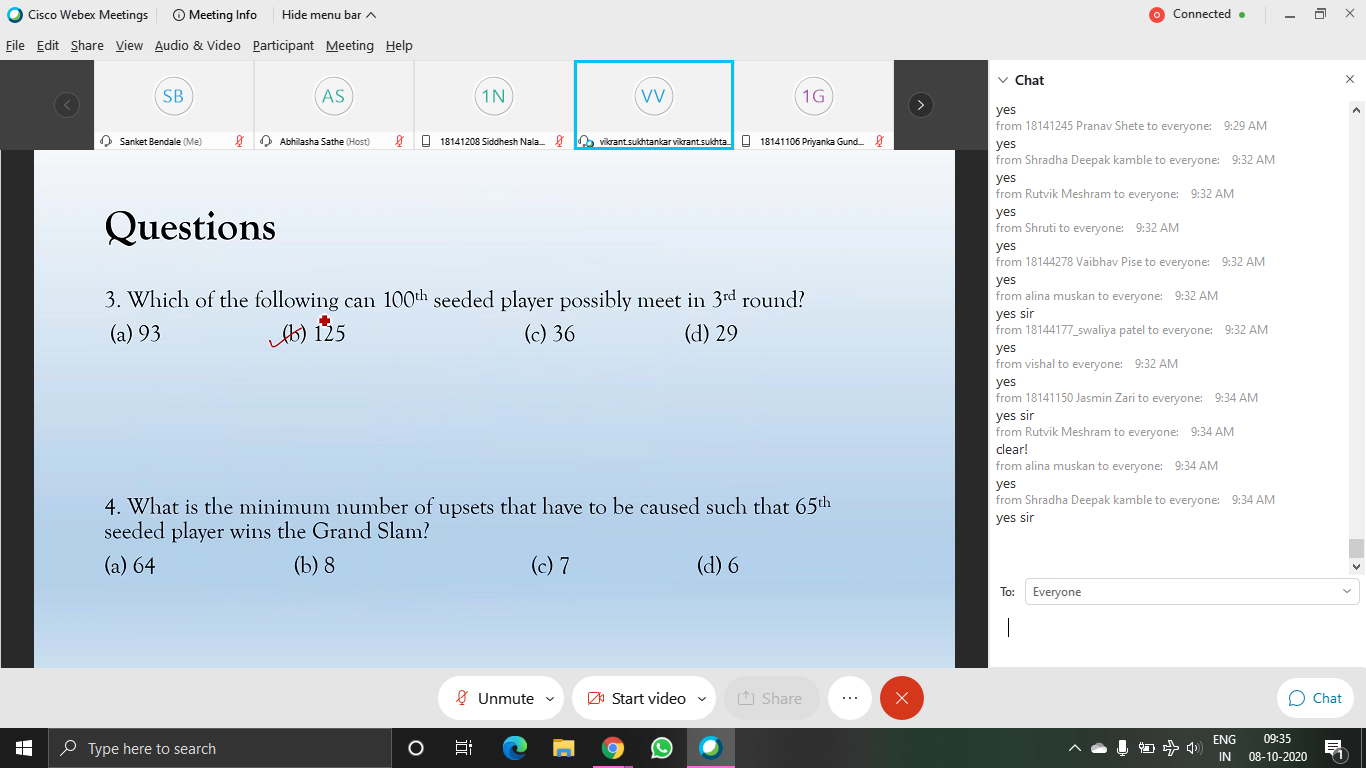 Cisco Webex Meetings
Meeting Info
Hide menu bar
Connected
File Edit Share View Audio & Video Participant Meeting Help
SB
AS
1N
VV
1G
Sanket Bendale (Me)
Abhilasha Sathe (Host)
18141208 Siddhesh Nala...
vikrant.sukhtankar vikrant.sukhta...
18141106 Priyanka Gund...
Questions
3. Which of the following can 100th seeded player possibly meet in 3rd round?
(a) 93 (b) 125 (c) 36 (d) 29
4. What is the minimum number of upsets that have to be caused such that 65th
seeded player wins the Grand Slam?
(a) 64 (b) 8 (c) 7 (d) 6
Chat
yes
from 18141245 Pranav Shete to everyone: 9:29 AM
yes
from Shradha Deepak kamble to everyone: 9:32 AM
yes
from Rutvik Meshram to everyone: 9:32 AM
yes
from Shruti to everyone: 9:32 AM
yes
from 18144278 Vaibhav Pise to everyone: 9:32 AM
yes
from alina muskan to everyone: 9:32 AM
yes sir
from 18144177_swaliya patel to everyone: 9:32 AM
yes
from vishal to everyone: 9:32 AM
yes
from 18141150 Jasmin Zari to everyone: 9:34 AM
yes sir
from Rutvik Meshram to everyone: 9:34 AM
clear!
from alina muskan to everyone: 9:34 AM
yes
from Shradha Deepak kamble to everyone: 9:34 AM
yes sir
To: Everyone
Unmute
Start video
Share
Chat
Type here to search
ENG
IN
09:35
08-10-2020
1